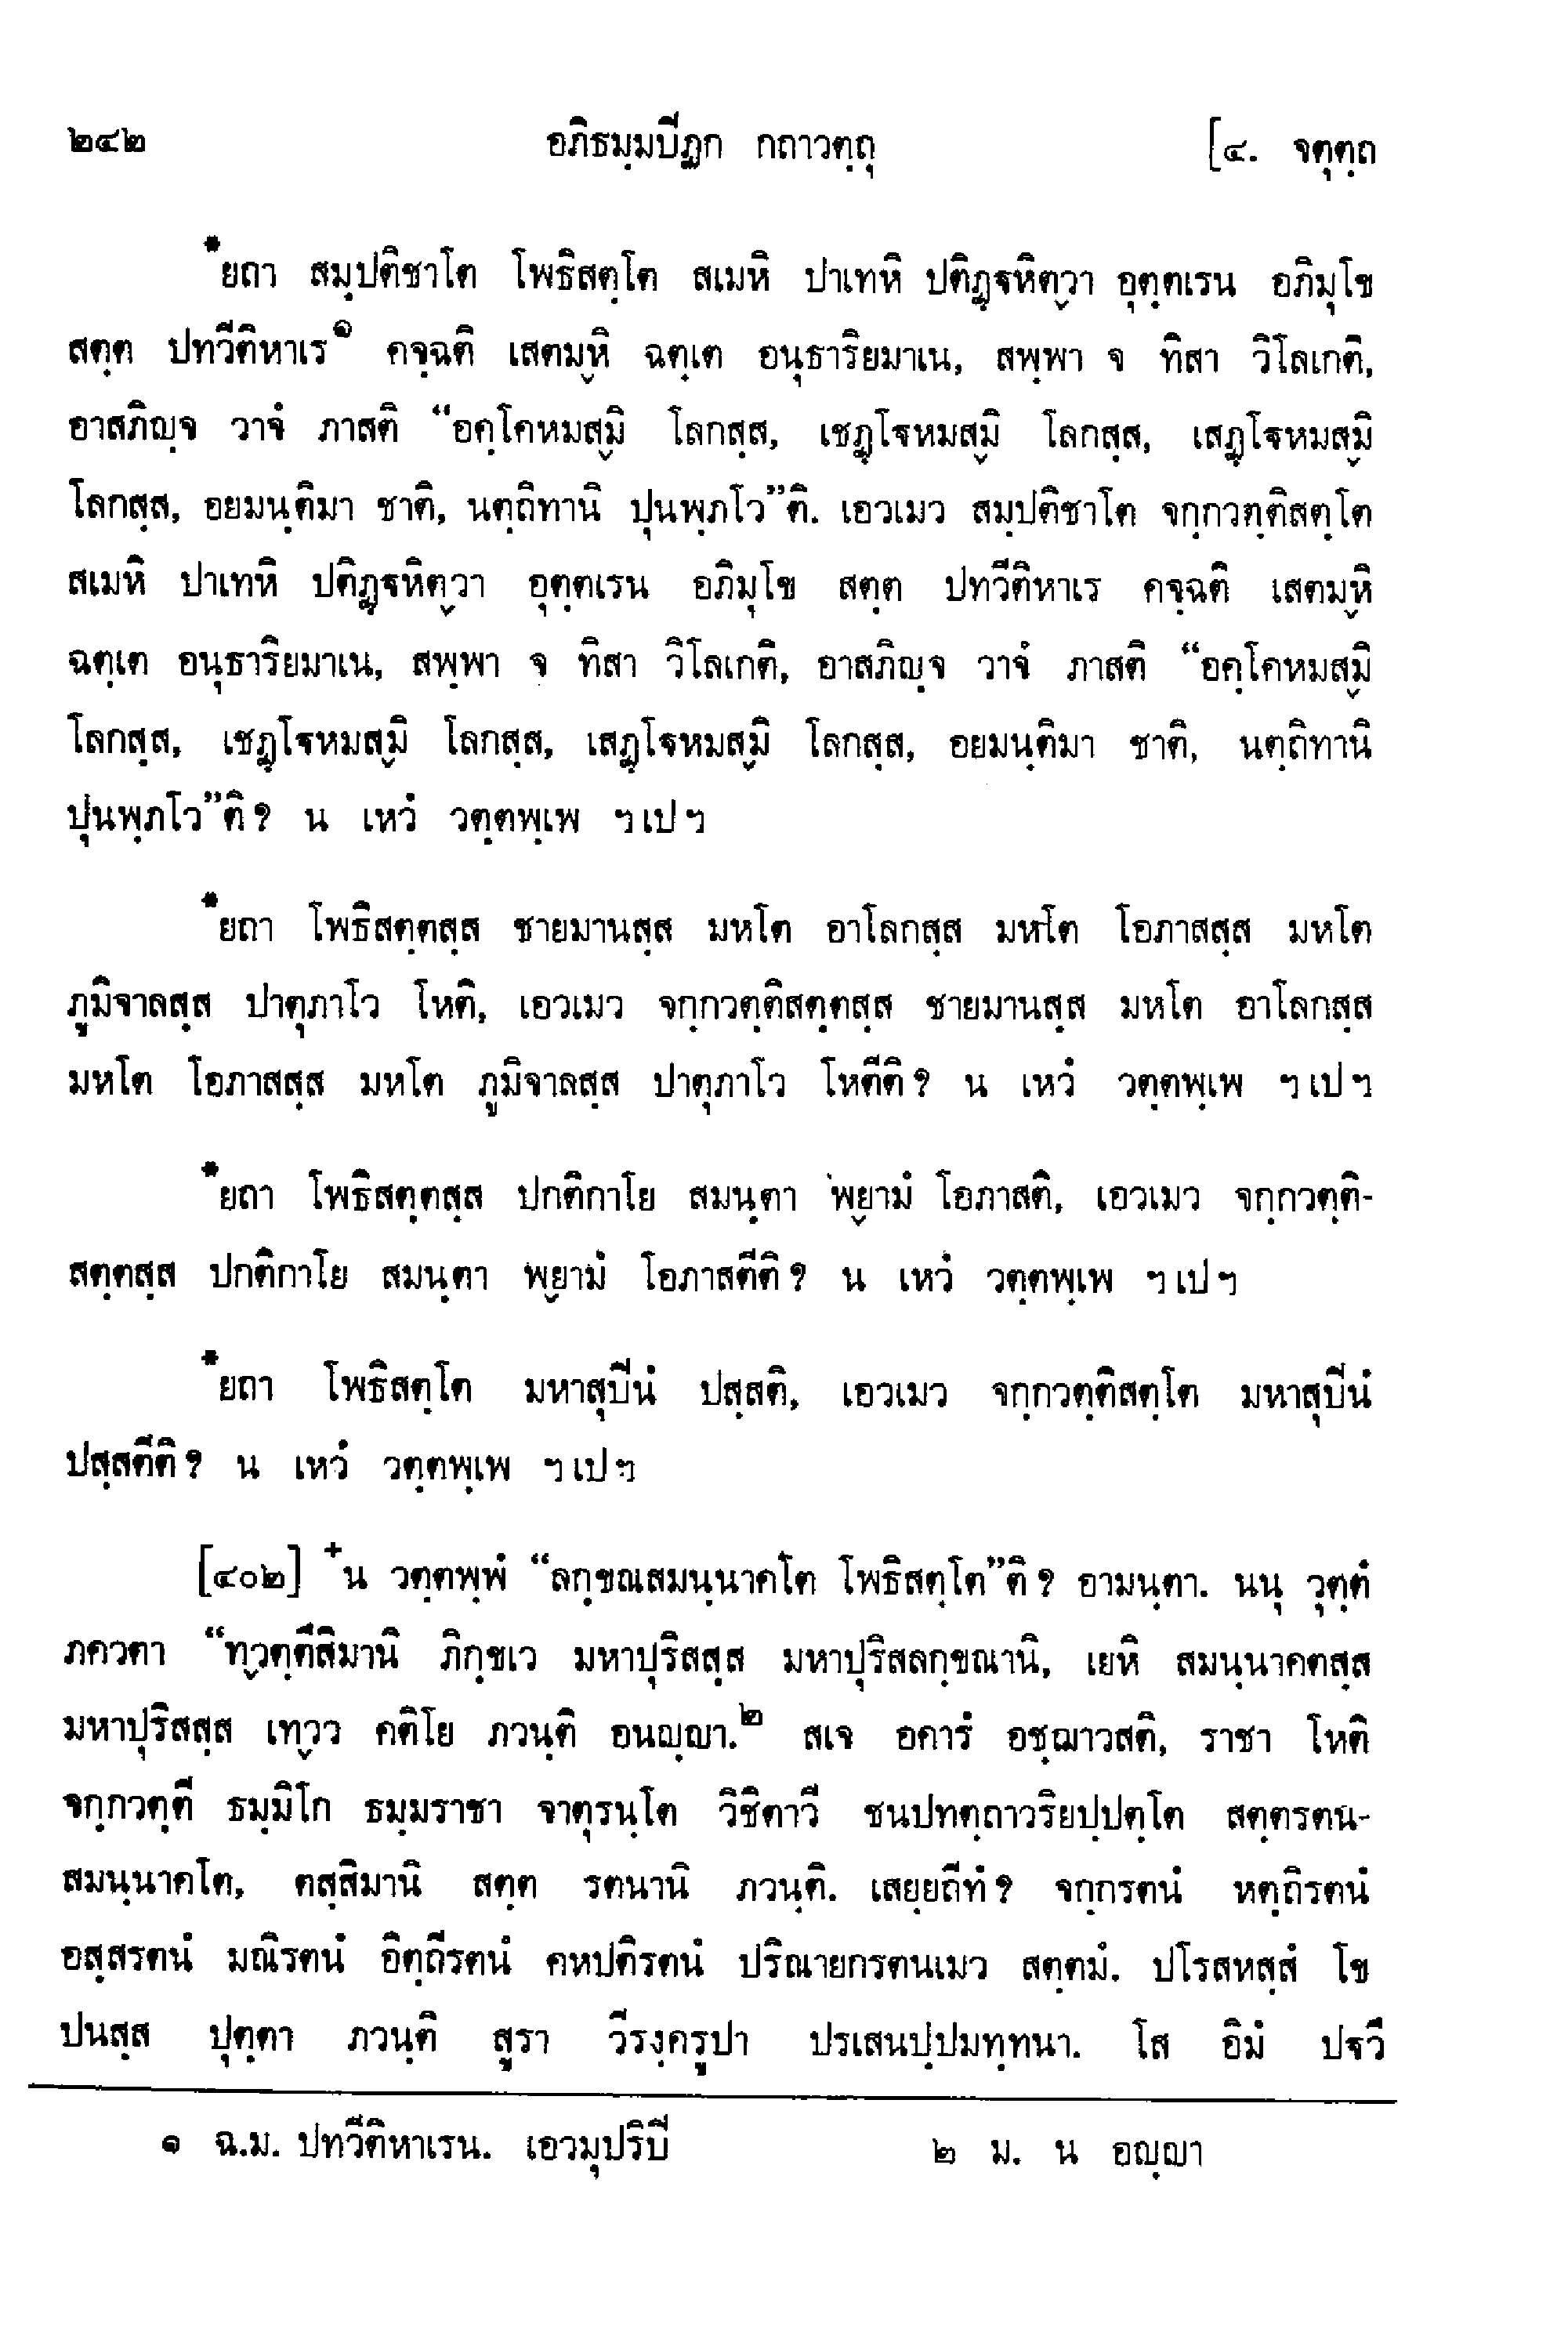 ๒๔๒ อภิธมฺมปีฏก กถาวตฺถุ [๔. จตุตฺถ
*ยถา สมฺปติชาโต โพธิสตฺโต สเมหิ ปาเทหิ ปติฏฺฐหิตฺวา อุตฺตเรน อภิมุโข
สตฺต ปทวีติหาเร๑ คจฺฉติ เสตมฺหิ ฉตฺเต อนุธาริยมาเน, สพฺพา จ ทิสา วิโลเกติ,
อาสภิญฺจ วาจํ ภาสติ “อคฺโคหมสฺมิ โลกสฺส, เชฏฺโฐหมสฺมิ โลกสฺส, เสฏฺโฐหมสฺมิ
โลกสฺส, อยมนฺติมา ชาติ, นตฺถิทานิ ปุนพฺภโว”ติ. เอวเมว สมฺปติชาโต จกฺกวตฺติสตฺโต
สเมหิ ปาเทหิ ปติฏฺฐหิตฺวา อุตฺตเรน อภิมุโข สตฺต ปทวีติหาเร คจฺฉติ เสตมฺหิ
ฉตฺเต อนุธาริยมาเน, สพฺพา จ ทิสา วิโลเกติ, อาสภิญฺจ วาจํ ภาสติ “อคฺโคหมสฺมิ
โลกสฺส, เชฏฺโฐหมสฺมิ โลกสฺส, เสฏฺโฐหมสฺมิ โลกสฺส, อยมนฺติมา ชาติ, นตฺถิทานิ
ปุนพฺภโว”ติ? น เหวํ วตฺตพฺเพ ฯเปฯ
*ยถา โพธิสตฺตสฺส ชายมานสฺส มหโต อาโลกสฺส มหโต โอภาสสฺส มหโต
ภูมิจาลสฺส ปาตุภาโว โหติ, เอวเมว จกฺกวตฺติสตฺตสฺส ชายมานสฺส มหโต อาโลกสฺส
มหโต โอภาสสฺส มหโต ภูมิจาลสฺส ปาตุภาโว โหตีติ? น เหวํ วตฺตพฺเพ ฯเปฯ
*ยถา โพธิสตฺตสฺส ปกติกาโย สมนฺตา พฺยามํ โอภาสติ, เอวเมว จกฺกวตฺติ-
สตฺตสฺส ปกติกาโย สมนฺตา พฺยามํ โอภาสตีติ? น เหวํ วตฺตพฺเพ ฯเปฯ
*ยถา โพธิสตฺโต มหาสุปีนํ ปสฺสติ, เอวเมว จกฺกวตฺติสตฺโต มหาสุปีนํ
ปสฺสตีติ? น เหวํ วตฺตพฺเพ ฯเปฯ
[๔๐๒] +น วตฺตพฺพํ “ลกฺขณสมนฺนาคโต โพธิสตฺโต”ติ? อามนฺตา. นนุ วุตฺตํ
ภควตา “ทฺวตฺตึสิมานิ ภิกฺขเว มหาปุริสสฺส มหาปุริสลกฺขณานิ, เยหิ สมนฺนาคตสฺส
มหาปุริสสฺส เทฺวว คติโย ภวนฺติ อนญฺญา.๒ สเจ อคารํ อชฺฌาวสติ, ราชา โหติ
จกฺกวตฺตี ธมฺมิโก ธมฺมราชา จาตุรนฺโต วิชิตาวี ชนปทตฺถาวริยปฺปตฺโต สตฺตรตน-
สมนฺนาคโต, ตสฺสิมานิ สตฺต รตนานิ ภวนฺติ. เสยฺยถีทํ? จกฺกรตนํ หตฺถิรตนํ
อสฺสรตนํ มณิรตนํ อิตฺถีรตนํ คหปติรตนํ ปริณายกรตนเมว สตฺตมํ. ปโรสหสฺสํ โข
ปนสฺส ปุตฺตา ภวนฺติ สูรา วีรงฺครูปา ปรเสนปฺปมทฺทนา. โส อิมํ ปฐวึ
๑ ฉ.ม. ปทวีติหาเรน. เอวมุปริปี ๒ ม. น อญฺญา